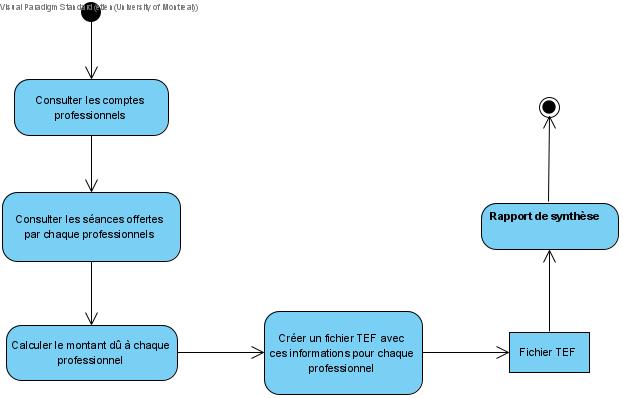 Visual Paradigm Standard (University of Montreal)
Consulter les comptes
professionnels
Consulter les séances offertes
par chaque professionnels
Calculer le montant dû à chaque
professionnel
Créer un fichier TEF avec
ces informations pour chaque
professionnel
Fichier TEF
Rapport de synthèse